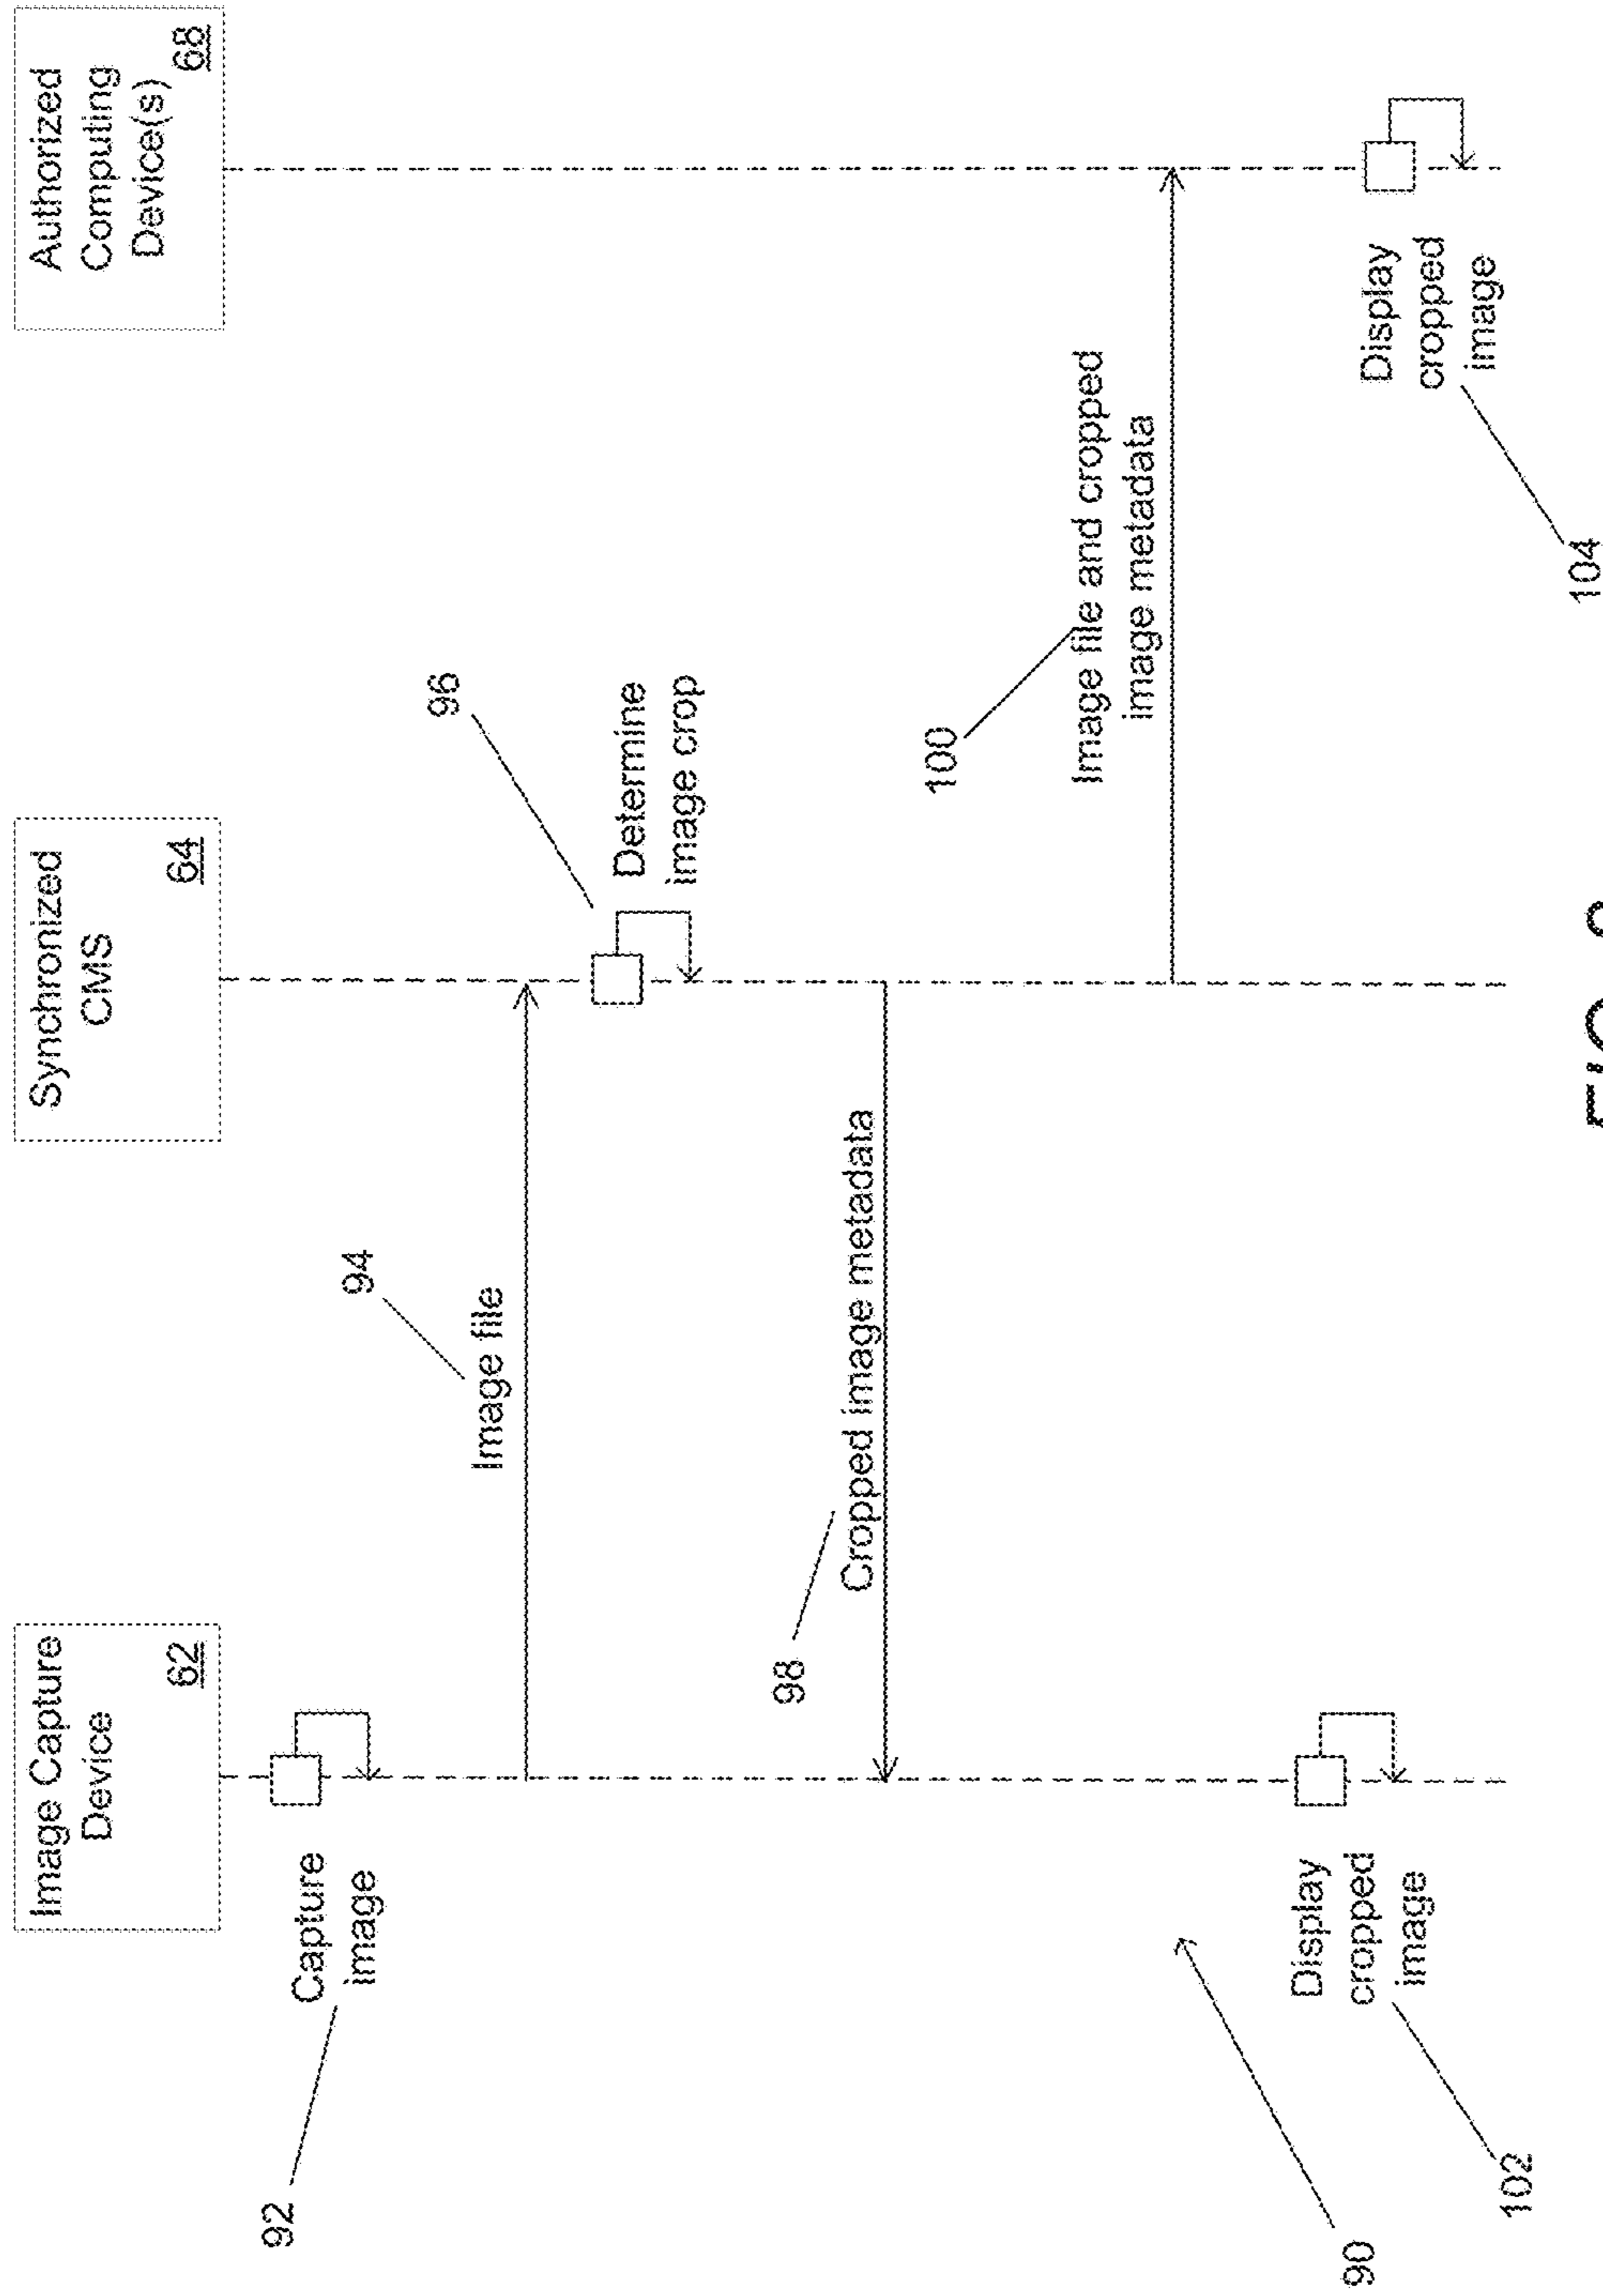 Image Capture
Device
62
Synchronized
CMS
64
Authorized
Computing
Device(s)
68
92
Capture
image
94
Image file
96
Determine
image crop
98
Cropped image metadata
100
Image file and cropped
image metadata
90
102
Display
cropped
image
104
Display
cropped
image